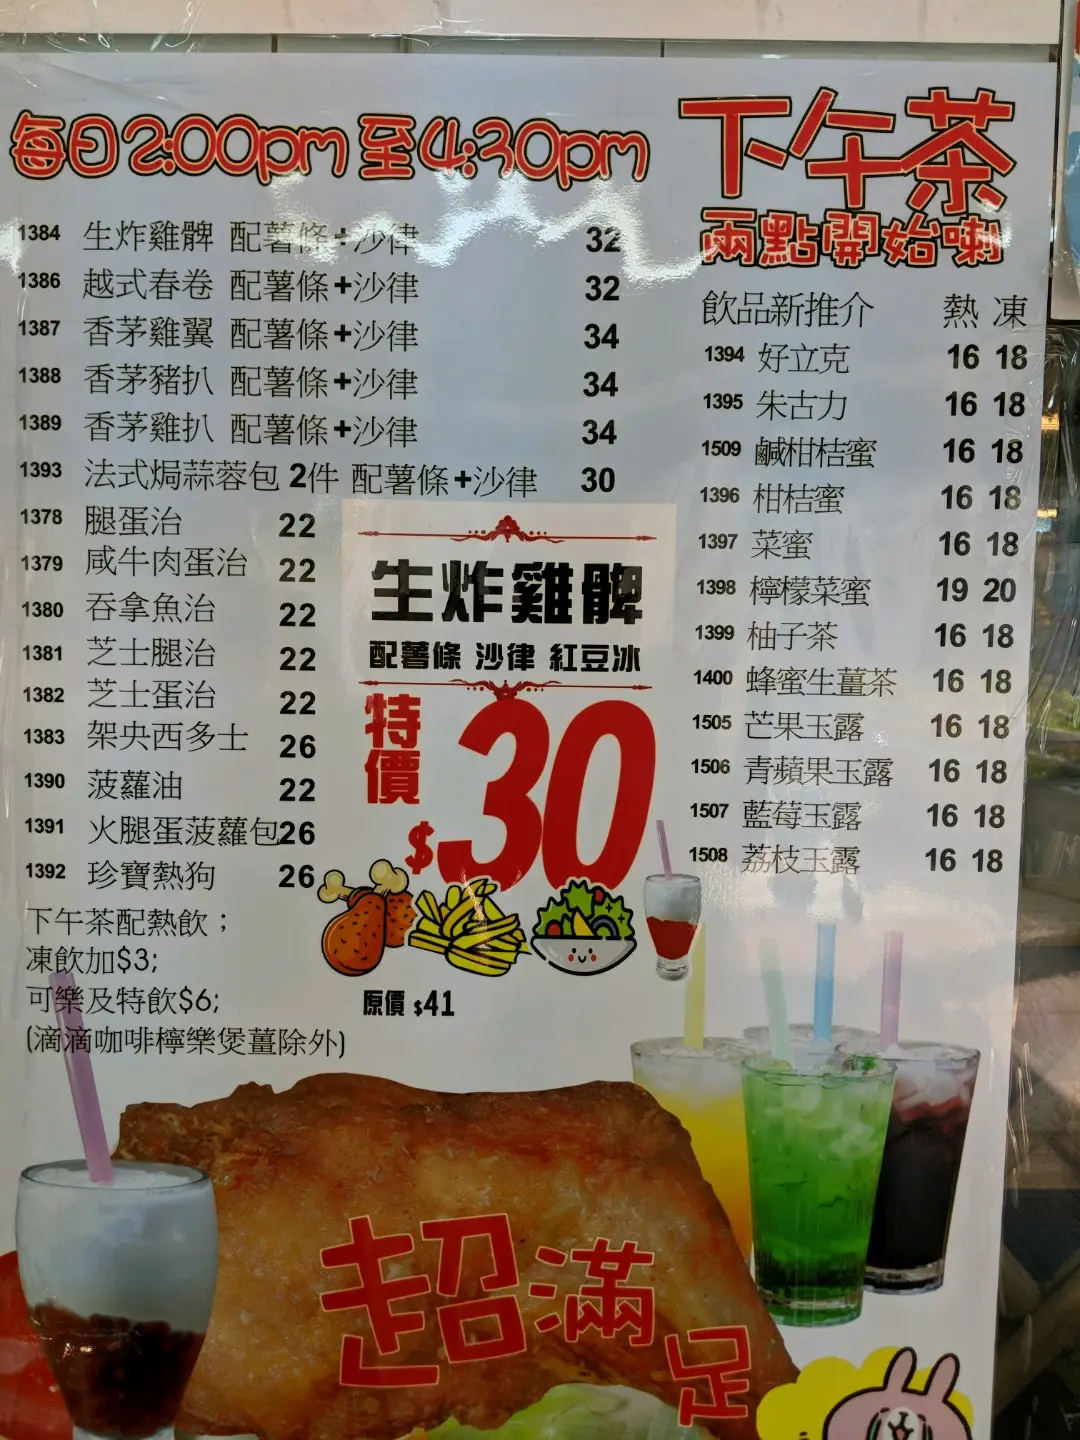 每日2:00pm 至4:30pm
下午茶
兩點開始喇
1384 生炸雞髀 配薯條+沙律 32
1386 越式春卷 配薯條+沙律 32
1387 香茅雞翼 配薯條+沙律 34
1388 香茅豬扒 配薯條+沙律 34
1389 香茅雞扒 配薯條+沙律 34
1393 法式焗蒜蓉包 2件 配薯條+沙律 30
1378 腿蛋治 22
1379 咸牛肉蛋治 22
1380 吞拿魚治 22
1381 芝士腿治 22
1382 芝士蛋治 22
1383 架央西多士 26
1390 菠蘿油 22
1391 火腿蛋菠蘿包26
1392 珍寶熱狗 26
下午茶配熱飲；
凍飲加$3;
可樂及特飲$6;
(滴滴咖啡檸樂煲薑除外)
生炸雞髀
配薯條 沙律 紅豆冰
特價
$30
原價 $41
飲品新推介 熱 凍
1394 好立克 16 18
1395 朱古力 16 18
1509 鹹柑桔蜜 16 18
1396 柑桔蜜 16 18
1397 菜蜜 16 18
1398 檸檬菜蜜 19 20
1399 柚子茶 16 18
1400 蜂蜜生薑茶 16 18
1505 芒果玉露 16 18
1506 青蘋果玉露 16 18
1507 藍莓玉露 16 18
1508 荔枝玉露 16 18
超滿足